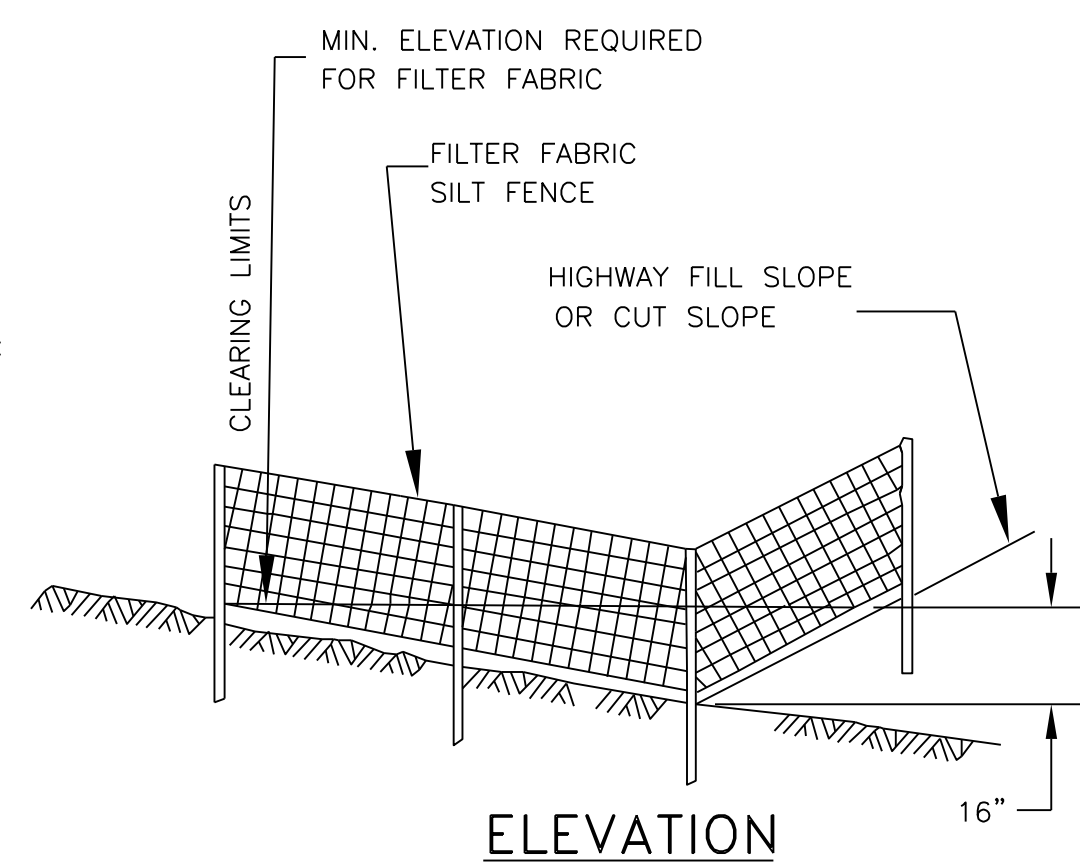 MIN. ELEVATION REQUIRED
FOR FILTER FABRIC
FILTER FABRIC
SILT FENCE
CLEARING LIMITS
HIGHWAY FILL SLOPE
OR CUT SLOPE
16”
ELEVATION